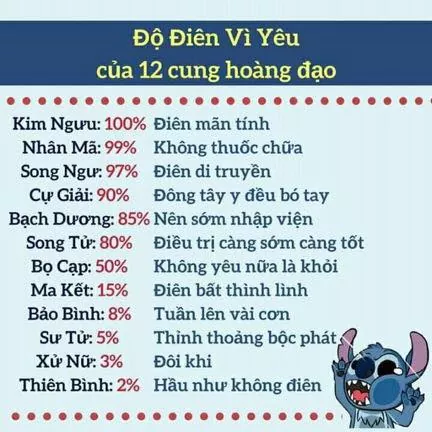 Độ Điên Vì Yêu
của 12 cung hoàng đạo
Kim Ngưu: 100% Điên mãn tính
Nhân Mã: 99% Không thuốc chữa
Song Ngư: 97% Điên di truyền
Cự Giải: 90% Đông tây y đều bó tay
Bạch Dương: 85% Nên sớm nhập viện
Song Tử: 80% Điều trị càng sớm càng tốt
Bọ Cạp: 50% Không yêu nữa là khỏi
Ma Kết: 15% Điên bất thình lình
Bảo Bình: 8% Tuần lên vài cơn
Sư Tử: 5% Thỉnh thoảng bộc phát
Xử Nữ: 3% Đôi khi
Thiên Bình: 2% Hầu như không điên